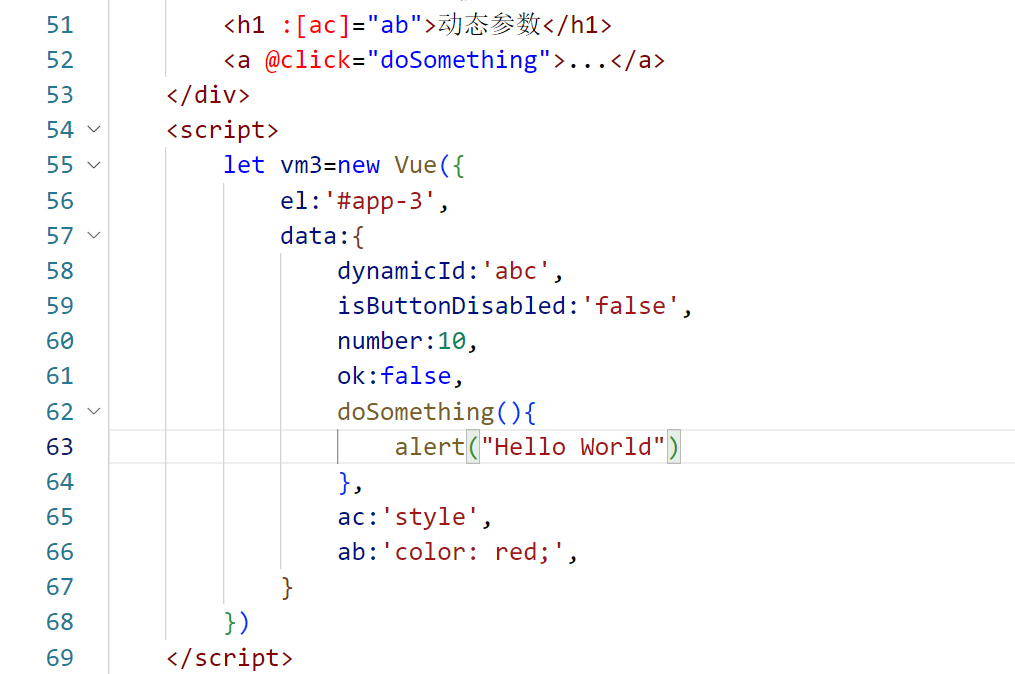 51 <h1 :[ac]="ab">动态参数</h1>
52 <a @click="doSomething">...</a>
53 </div>
54 <script>
55 let vm3=new Vue({
56 el:'#app-3',
57 data:{
58 dynamicId:'abc',
59 isButtonDisabled:'false',
60 number:10,
61 ok:false,
62 doSomething(){
63 alert("Hello World")
64 },
65 ac:'style',
66 ab:'color: red;',
67 }
68 })
69 </script>